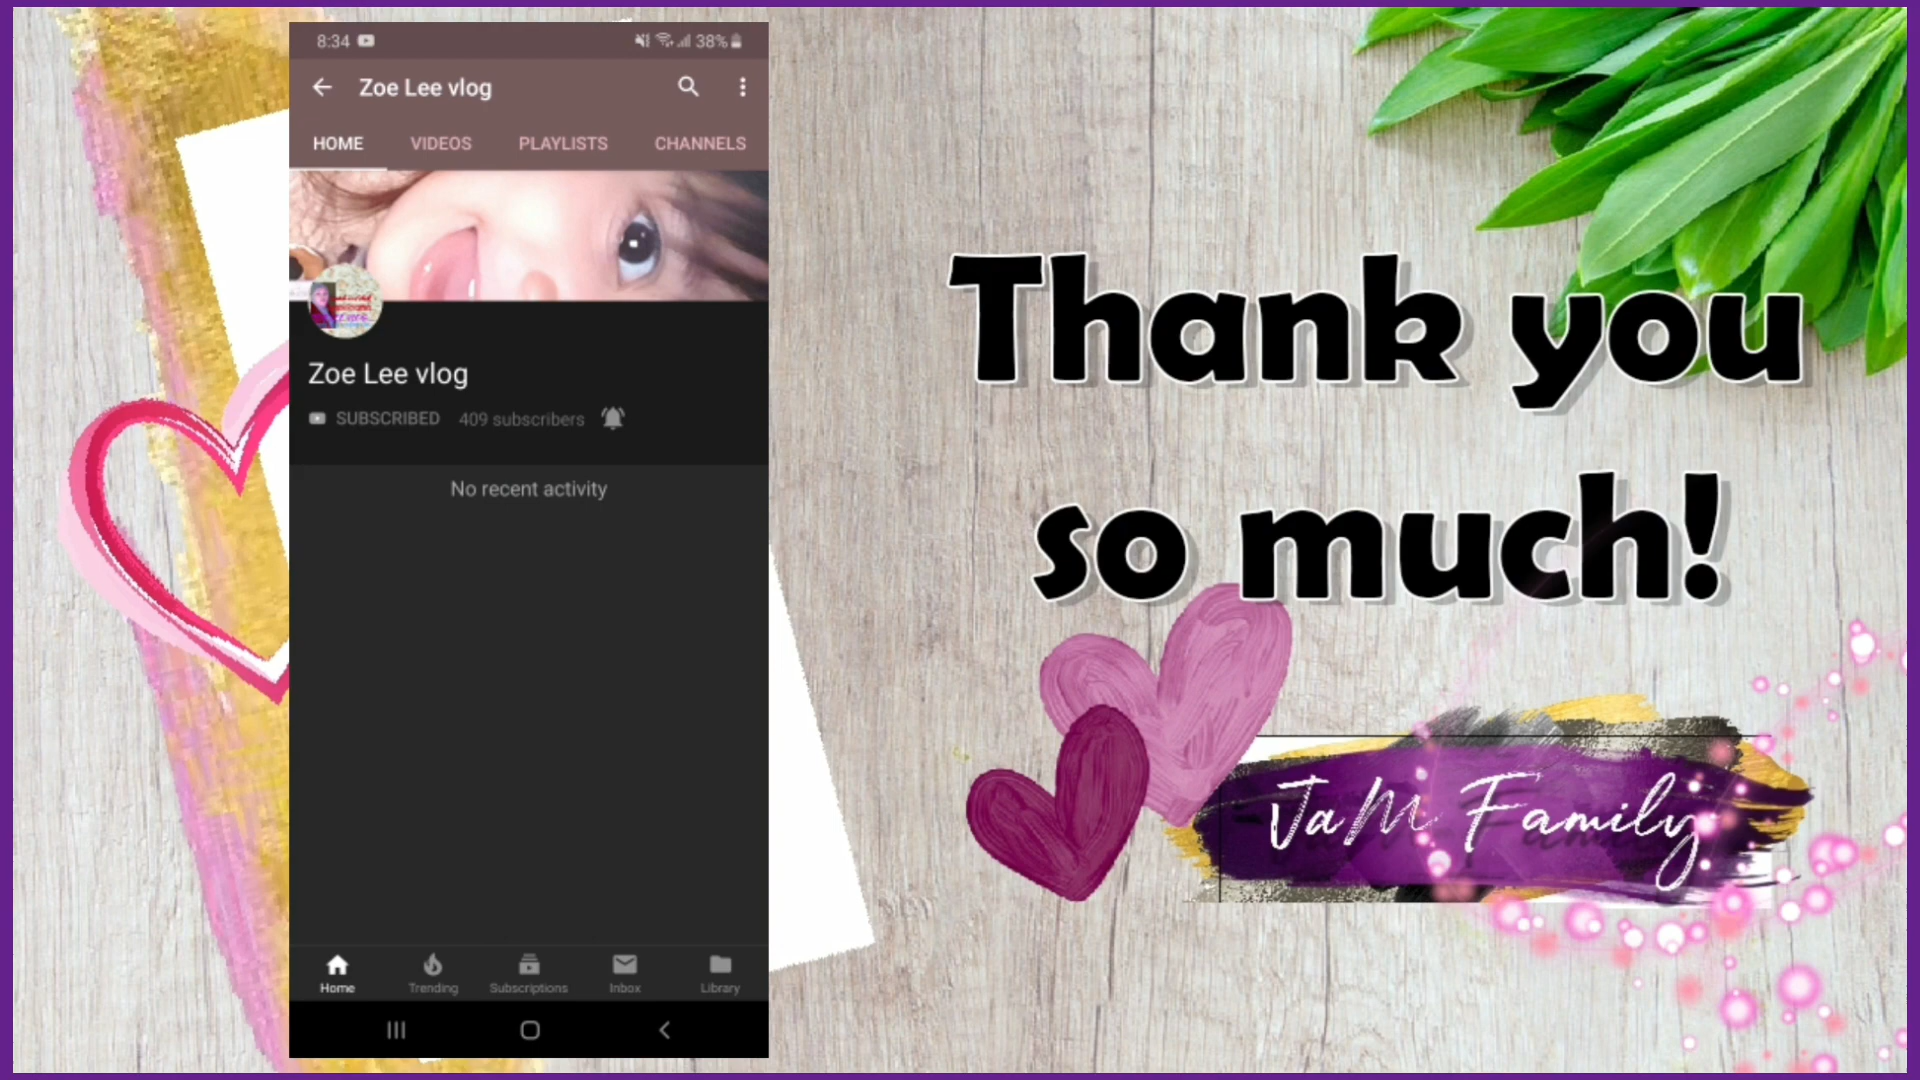 8:34
38%
Zoe Lee vlog
HOME
VIDEOS
PLAYLISTS
CHANNELS
Zoe Lee vlog
SUBSCRIBED
409 subscribers
No recent activity
Home
Trending
Subscriptions
Inbox
Library
Thank you
so much!
JaM Family